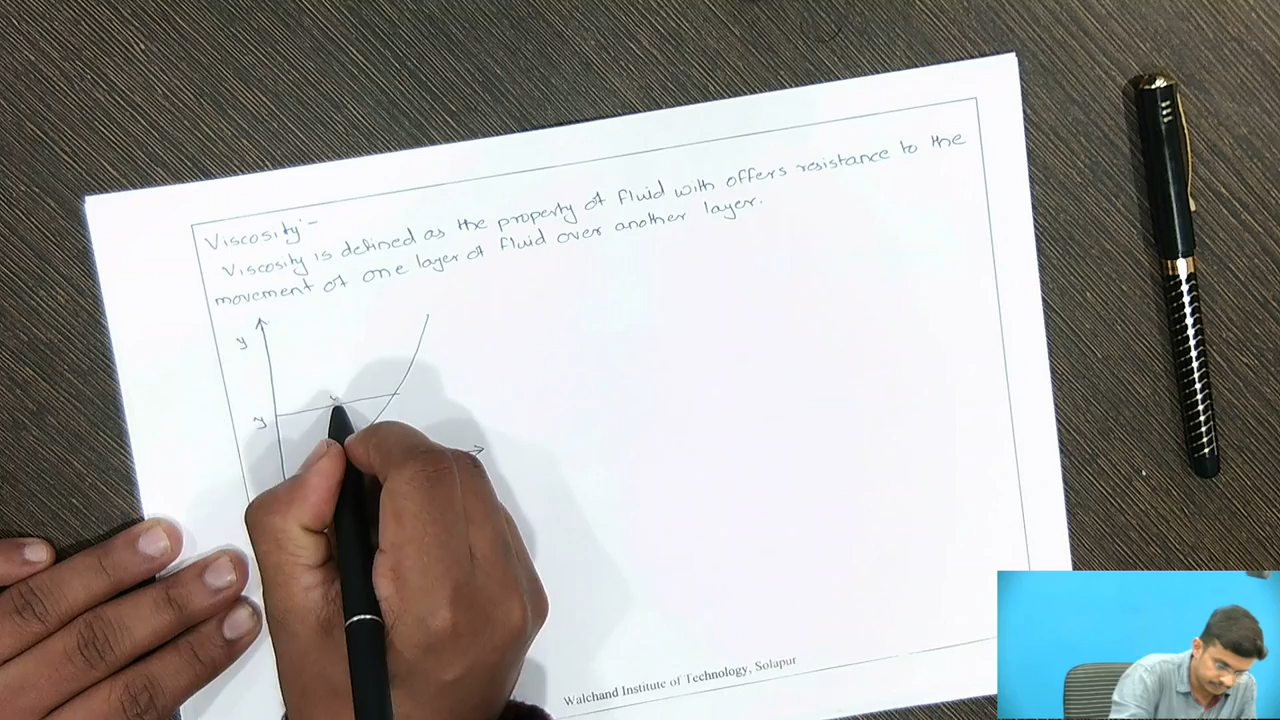 Viscosity:-
Viscosity is defined as the property of fluid with offers resistance to the
movement of one layer of fluid over another layer.
y
y
Walchand Institute of Technology, Solapur